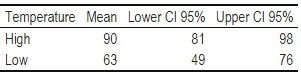 Temperature Mean Lower CI 95% Upper CI 95%
High 90 81 98
Low 63 49 76